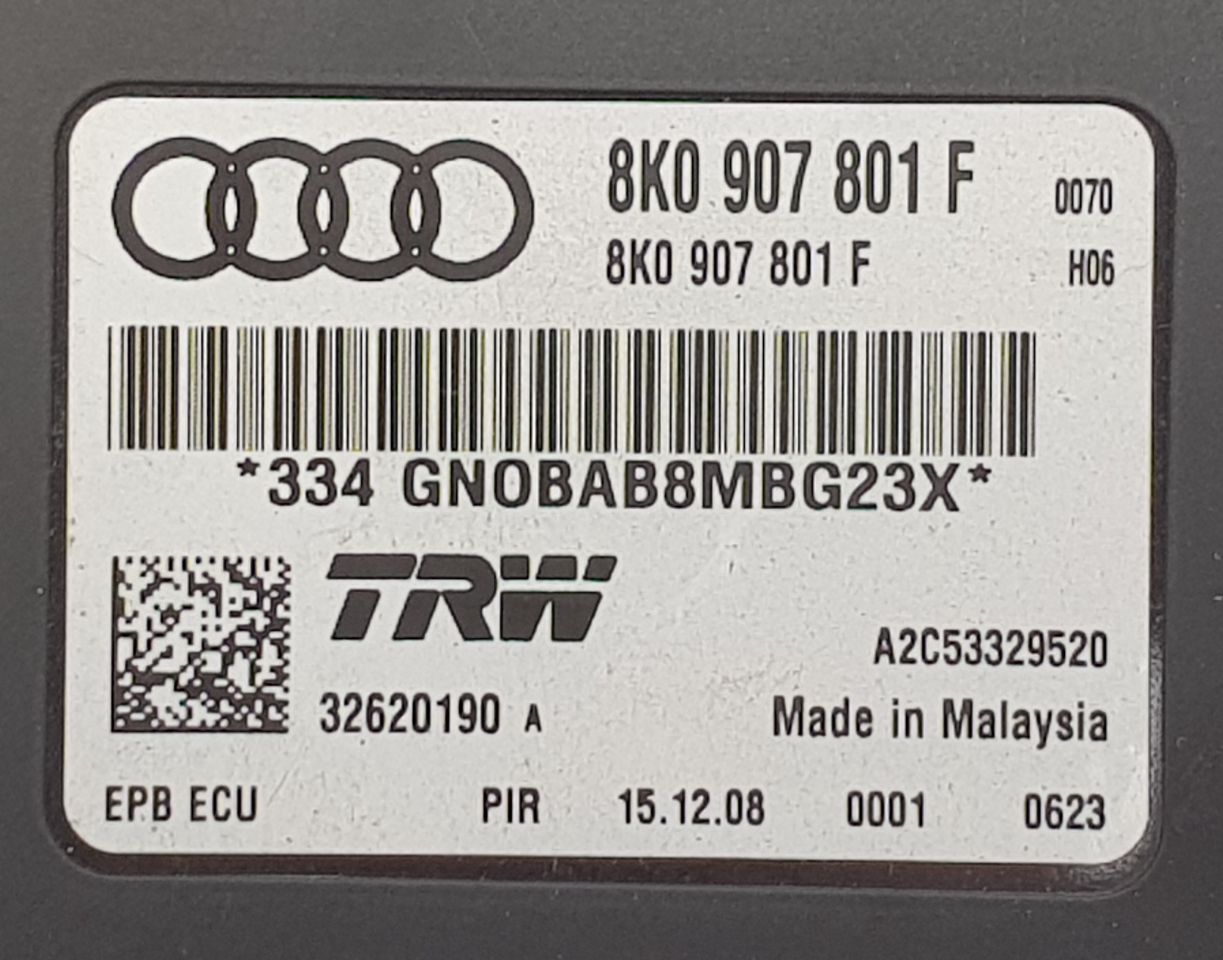 8K0 907 801 F 0070
8K0 907 801 F H06
*334 GN0BAB8MBG23X*
TRW
A2C53329520
32620190 A Made in Malaysia
EPB ECU PIR 15.12.08 0001 0623